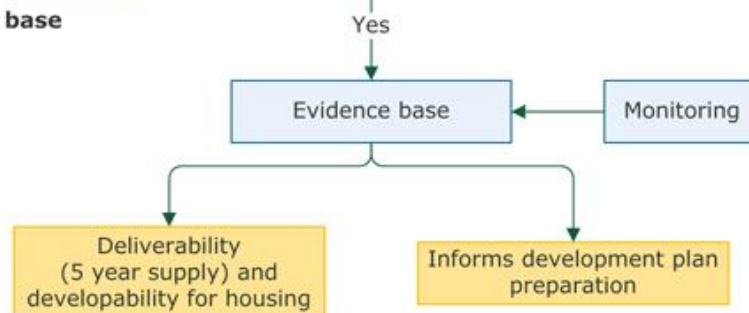 base
Yes
Evidence base
Monitoring
Deliverability
(5 year supply) and
developability for housing
Informs development plan
preparation